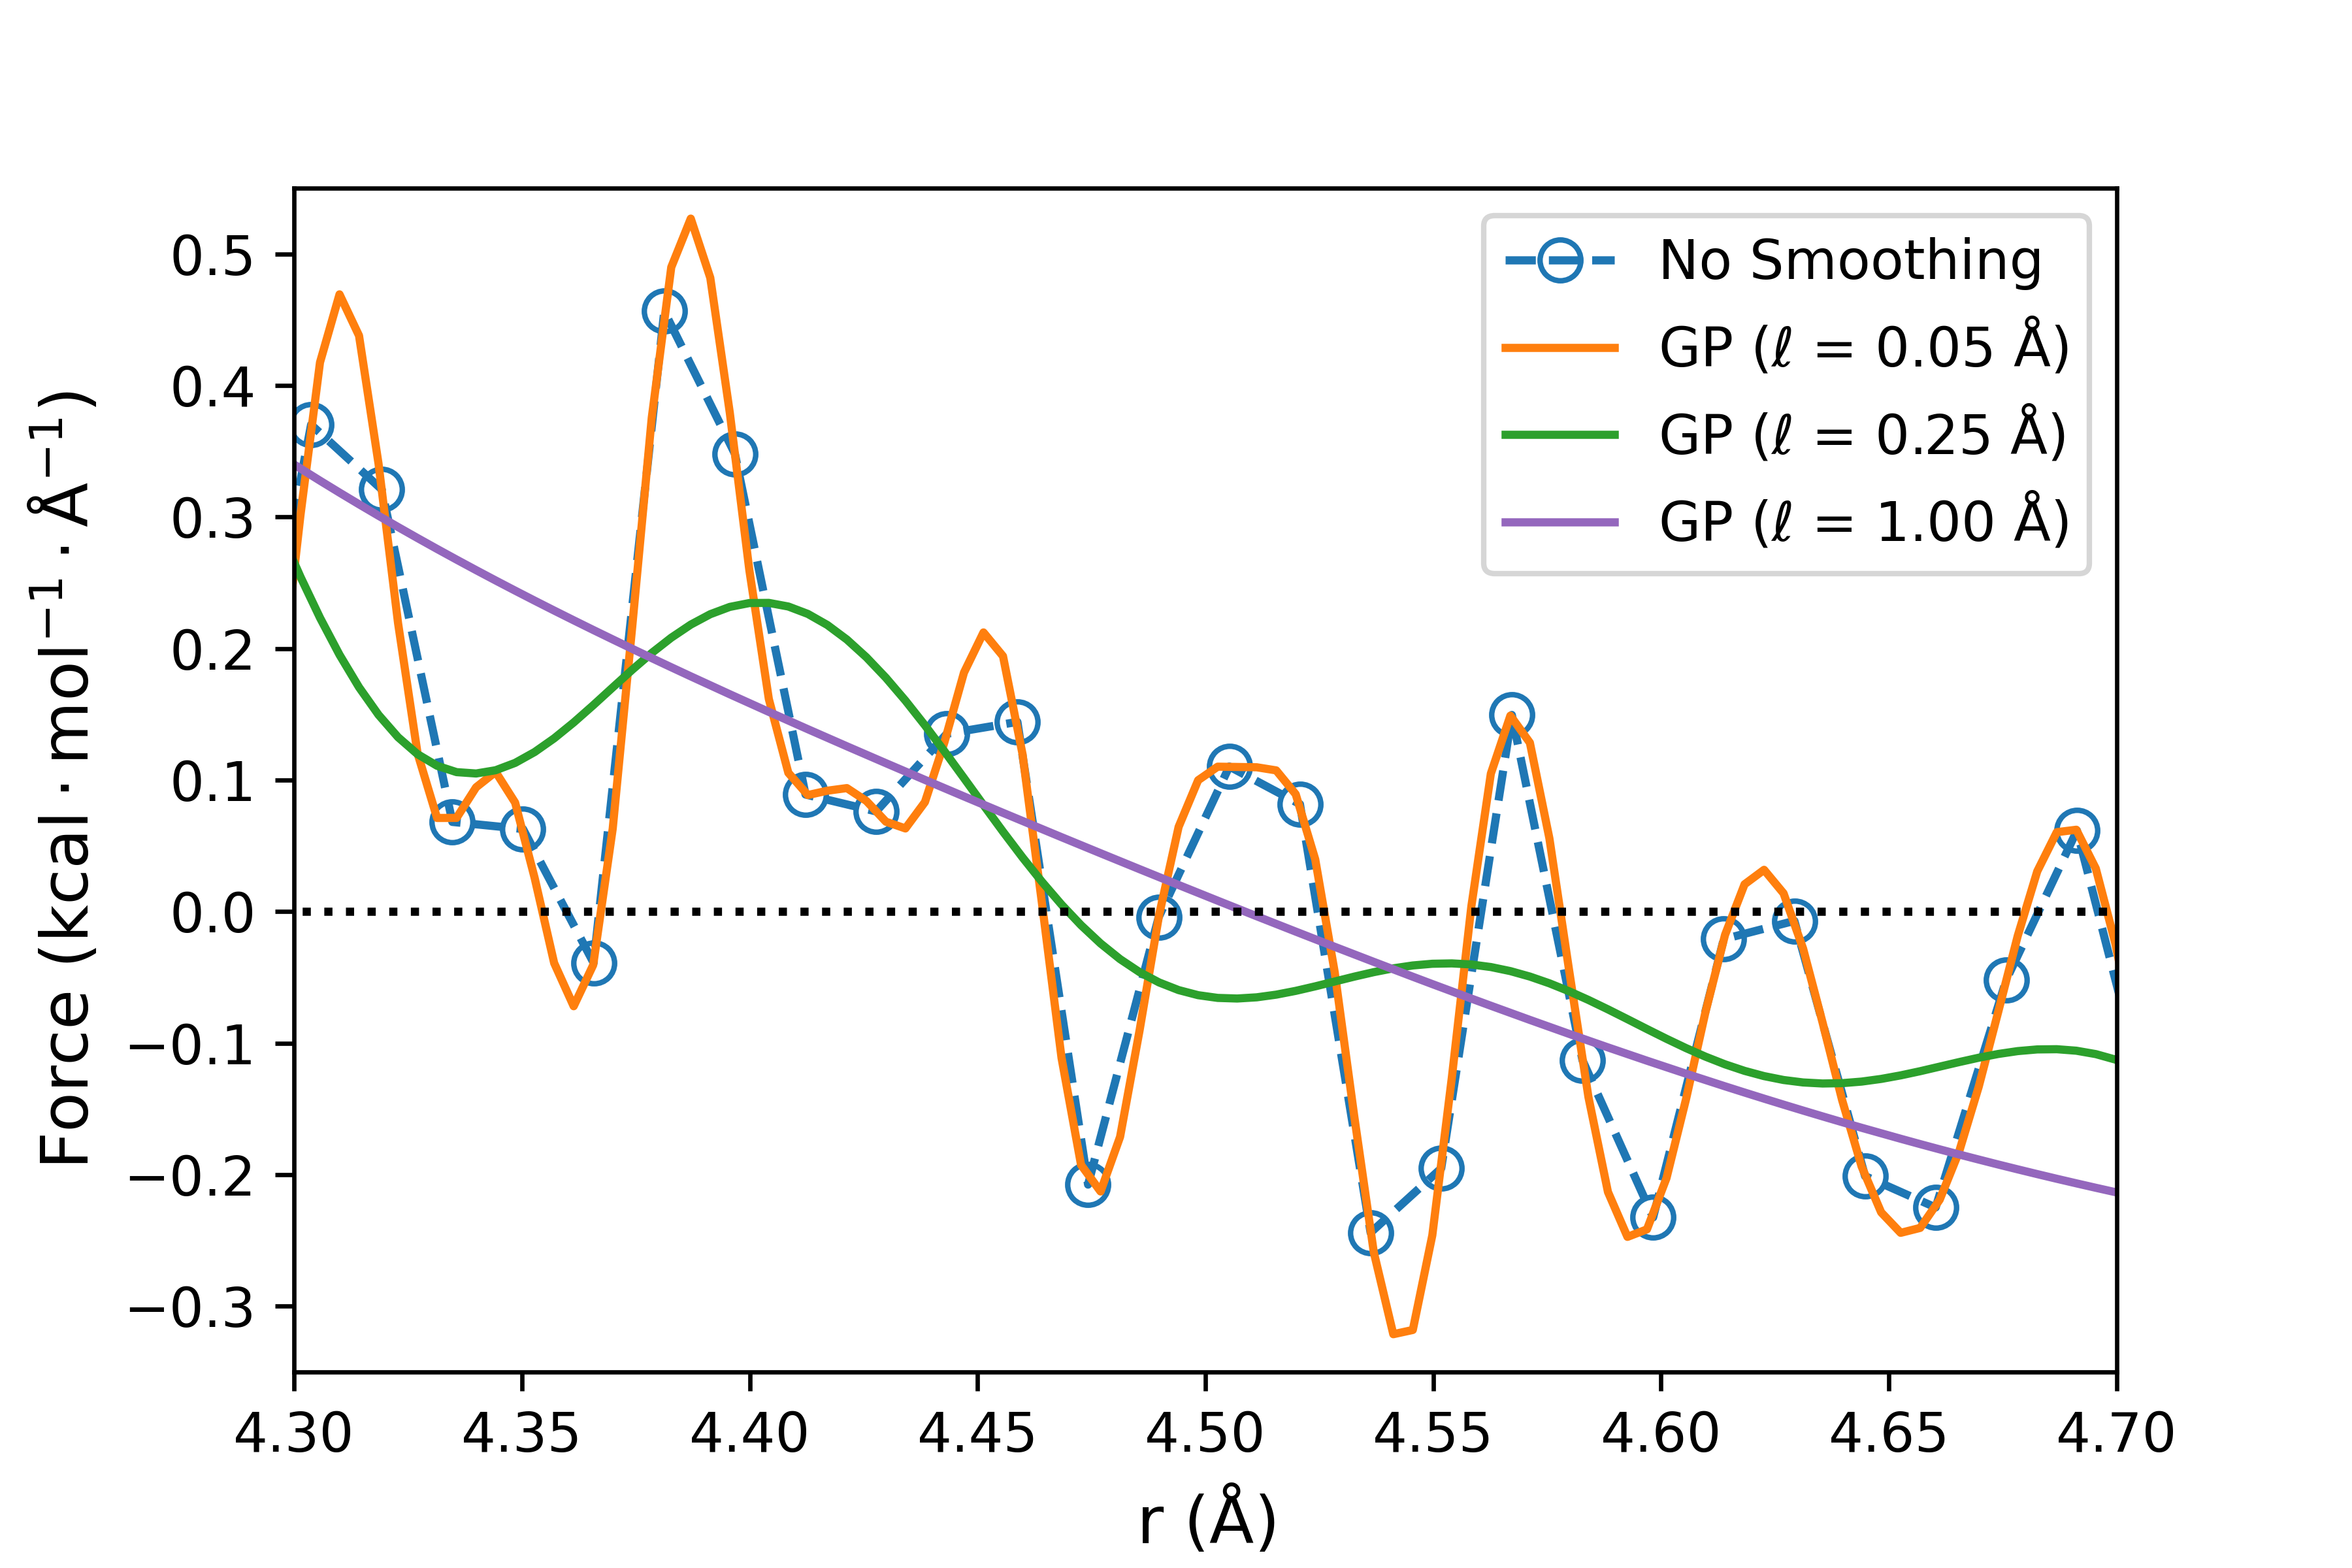 No Smoothing
GP (ℓ = 0.05 Å)
GP (ℓ = 0.25 Å)
GP (ℓ = 1.00 Å)
Force (kcal · mol⁻¹ · Å⁻¹)
0.5
0.4
0.3
0.2
0.1
0.0
−0.1
−0.2
−0.3
4.30 4.35 4.40 4.45 4.50 4.55 4.60 4.65 4.70
r (Å)